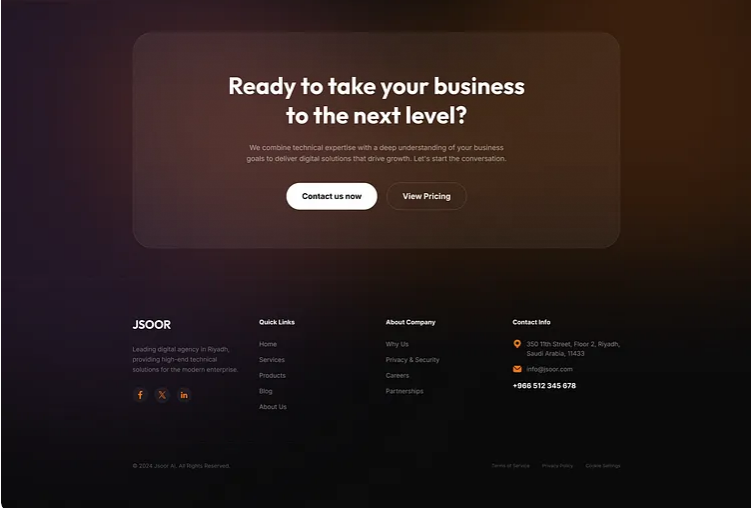 Ready to take your business
to the next level?
We combine technical expertise with a deep understanding of your business
goals to deliver digital solutions that drive growth. Let's start the conversation.
Contact us now
View Pricing
JSOOR
Leading digital agency in Riyadh,
providing high-end technical
solutions for the modern enterprise.
Quick Links
Home
Services
Products
Blog
About Us
About Company
Why Us
Privacy & Security
Careers
Partnerships
Contact Info
350 11th Street, Floor 2, Riyadh,
Saudi Arabia, 11433
info@jsoor.com
+966 512 345 678
© 2024 Jsoor AI. All Rights Reserved.
Terms of Service
Privacy Policy
Cookie Settings